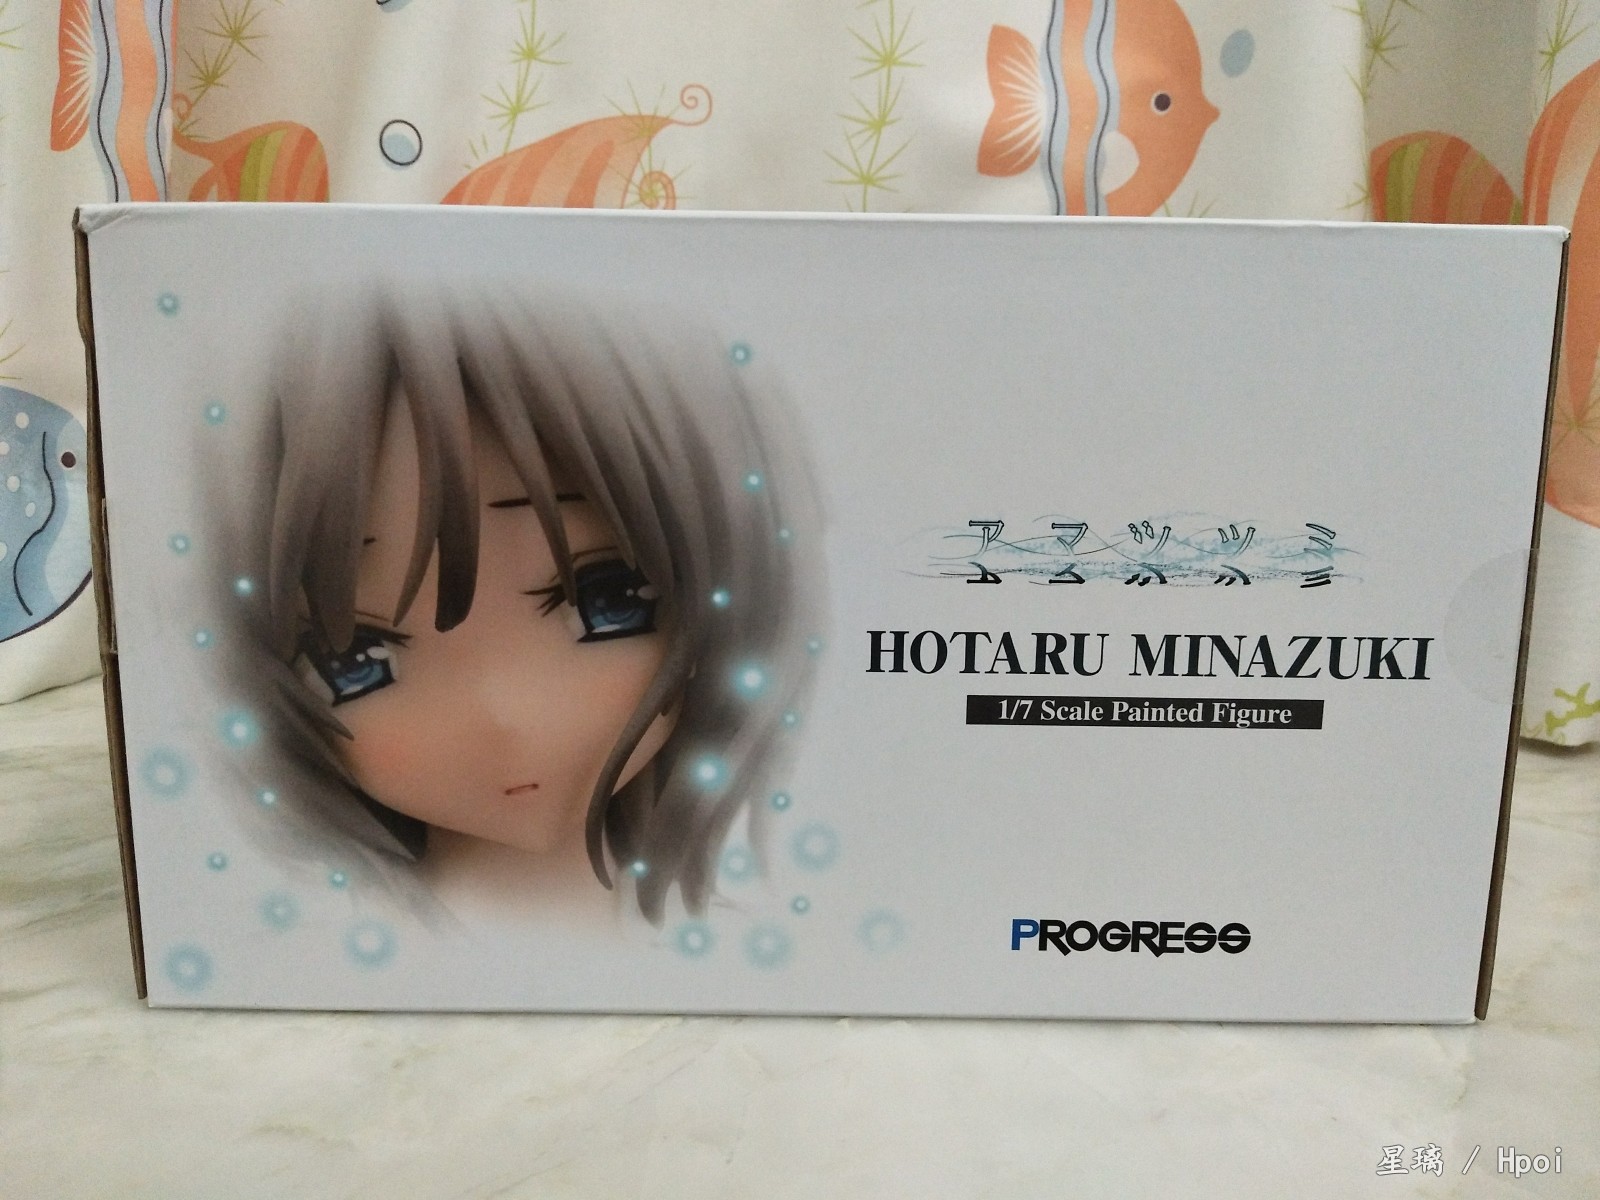 アマツツミ
HOTARU MINAZUKI
1/7 Scale Painted Figure
PROGRESS
星璃 / Hpoi